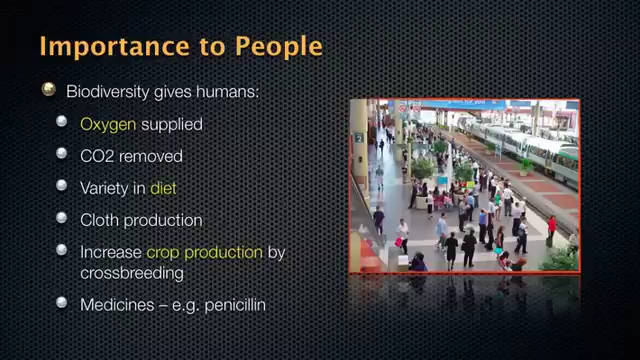 Importance to People
Biodiversity gives humans:
Oxygen supplied
CO2 removed
Variety in diet
Cloth production
Increase crop production by
crossbreeding
Medicines – e.g. penicillin
2